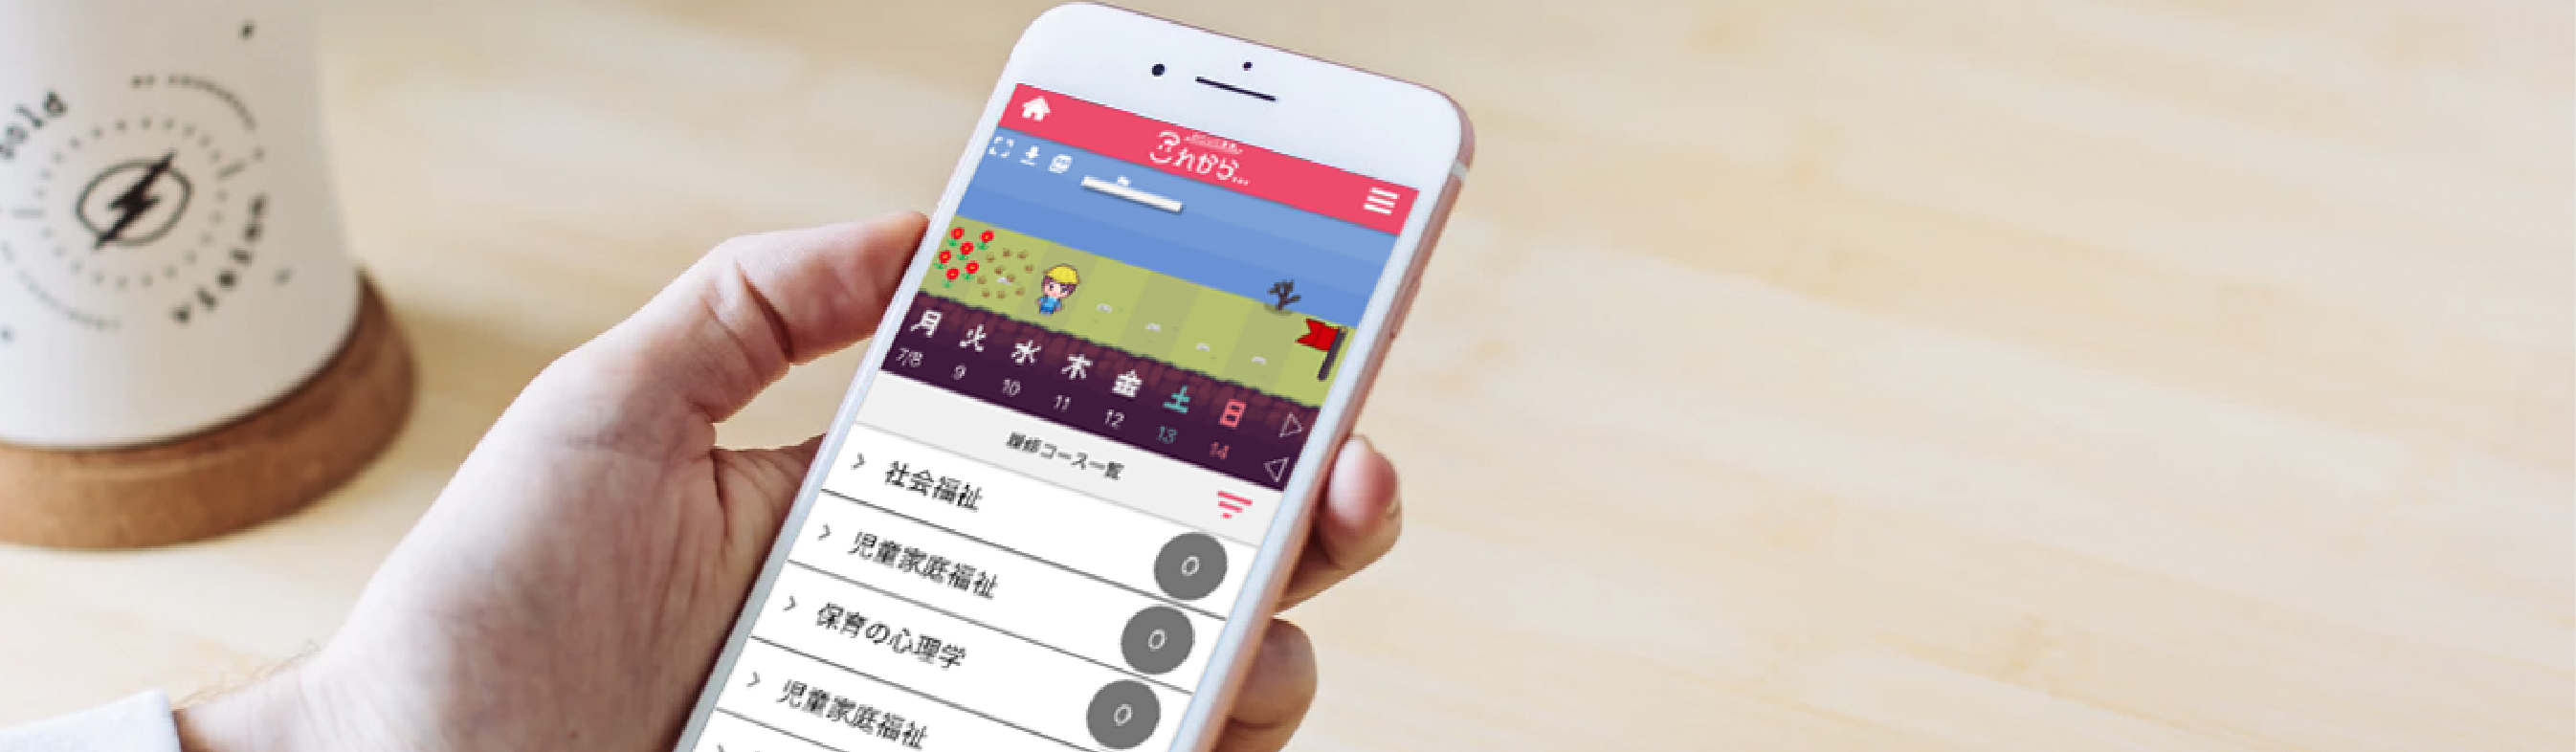 これから...
月 火 水 木 金 土 日
7/8 9 10 11 12 13 14
履修コース一覧
社会福祉
0
児童家庭福祉
0
保育の心理学
0
児童家庭福祉